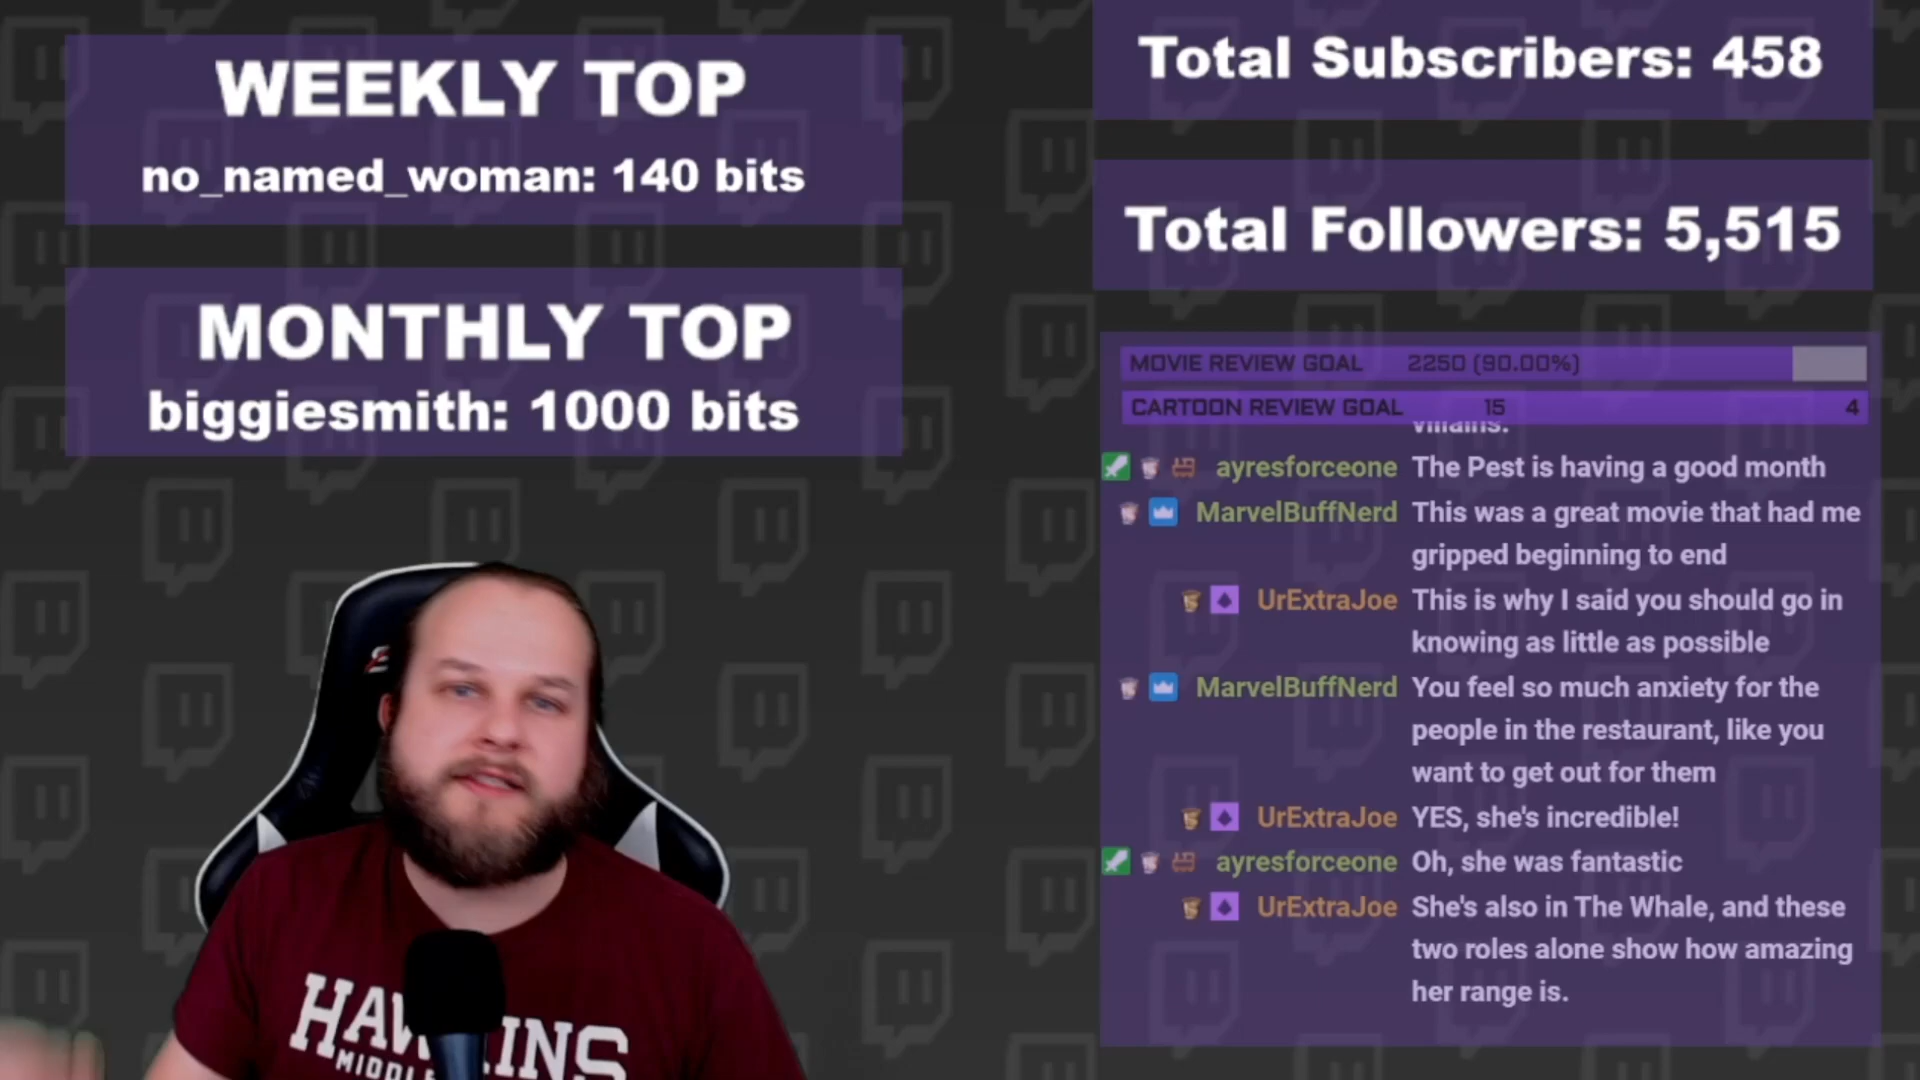 WEEKLY TOP
no_named_woman: 140 bits
MONTHLY TOP
biggiesmith: 1000 bits
Total Subscribers: 458
Total Followers: 5,515
MOVIE REVIEW GOAL 2250 (90.00%)
CARTOON REVIEW GOAL 15 4
villains.
ayresforceone The Pest is having a good month
MarvelBuffNerd This was a great movie that had me
gripped beginning to end
UrExtraJoe This is why I said you should go in
knowing as little as possible
MarvelBuffNerd You feel so much anxiety for the
people in the restaurant, like you
want to get out for them
UrExtraJoe YES, she's incredible!
ayresforceone Oh, she was fantastic
UrExtraJoe She's also in The Whale, and these
two roles alone show how amazing
her range is.